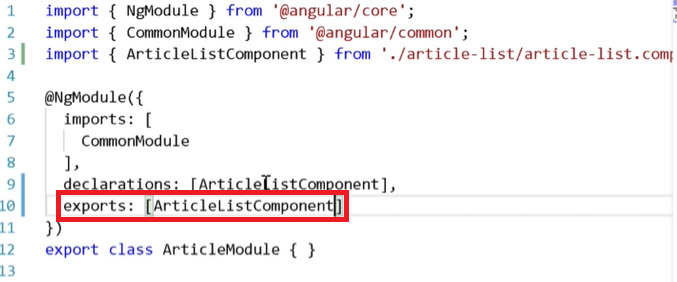 1 import { NgModule } from '@angular/core';
2 import { CommonModule } from '@angular/common';
3 import { ArticleListComponent } from './article-list/article-list.comp
4
5 @NgModule({
6 imports: [
7 CommonModule
8 ],
9 declarations: [ArticleListComponent],
10 exports: [ArticleListComponent]
11 })
12 export class ArticleModule { }
13